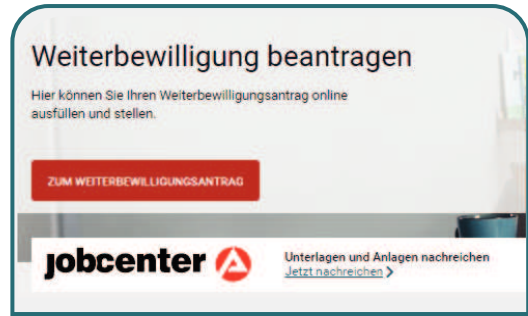 Weiterbewilligung beantragen
Hier können Sie Ihren Weiterbewilligungsantrag online
ausfüllen und stellen.
ZUM WEITERBEWILLIGUNGSANTRAG
jobcenter
Unterlagen und Anlagen nachreichen
Jetzt nachreichen >